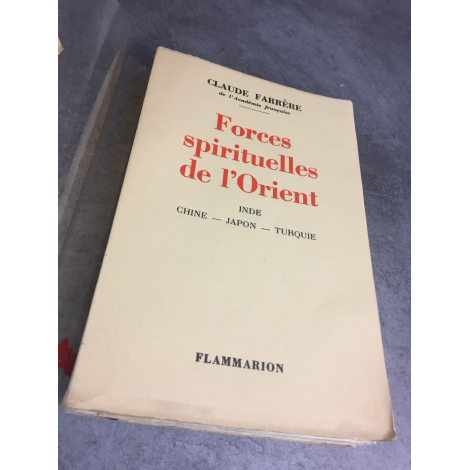 CLAUDE FARRÈRE
de l'Académie française
Forces
spirituelles
de l'Orient
INDE
CHINE — JAPON — TURQUIE
FLAMMARION